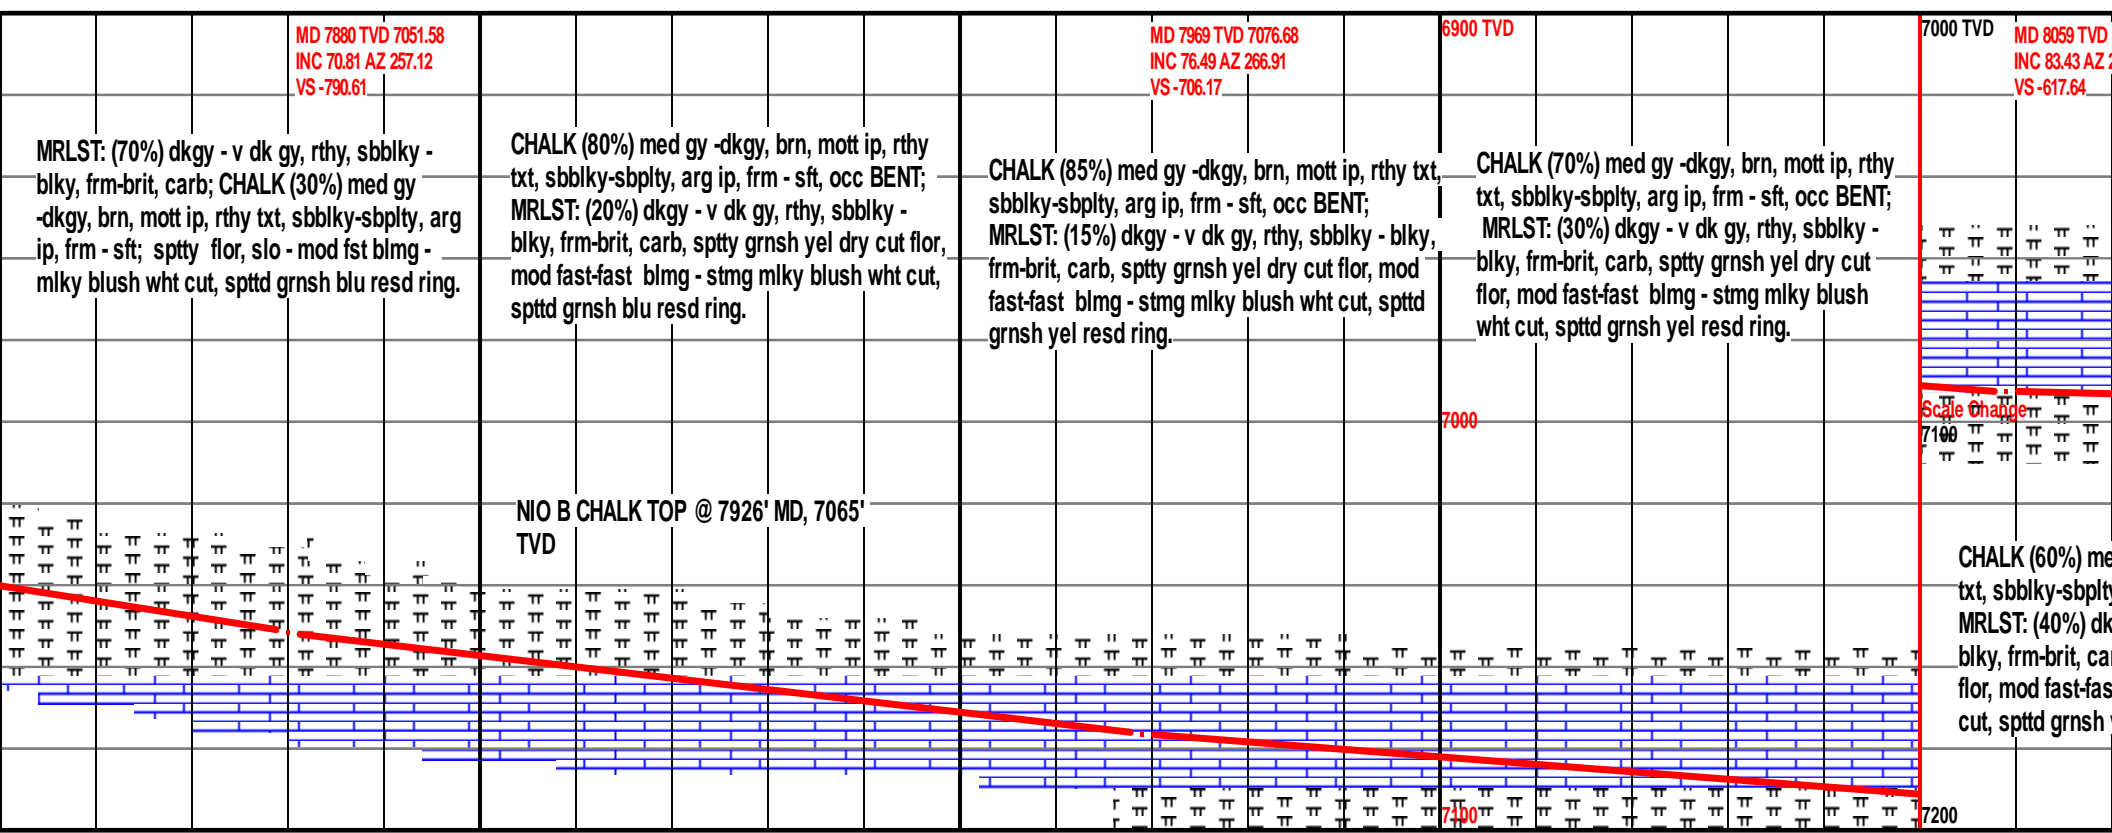 MD 7880 TVD 7051.58
INC 70.81 AZ 257.12
VS -790.61
MD 7969 TVD 7076.68
INC 76.49 AZ 266.91
VS -706.17
6900 TVD
7000 TVD
MD 8059 TVD
INC 83.43 AZ 2
VS -617.64
MRLST: (70%) dkgy - v dk gy, rthy, sbblky -
blky, frm-brit, carb; CHALK (30%) med gy
-dkgy, brn, mott ip, rthy txt, sbblky-sbplty, arg
ip, frm - sft;  sptty  flor, slo - mod fst blmg -
mlky blush wht cut, spttd grnsh blu resd ring.
CHALK (80%) med gy -dkgy, brn, mott ip, rthy
txt, sbblky-sbplty, arg ip, frm - sft, occ BENT;
MRLST: (20%) dkgy - v dk gy, rthy, sbblky -
blky, frm-brit, carb, sptty grnsh yel dry cut flor,
mod fast-fast  blmg - stmg mlky blush wht cut,
spttd grnsh blu resd ring.
CHALK (85%) med gy -dkgy, brn, mott ip, rthy txt,
sbblky-sbplty, arg ip, frm - sft, occ BENT;
MRLST: (15%) dkgy - v dk gy, rthy, sbblky - blky,
frm-brit, carb, sptty grnsh yel dry cut flor, mod
fast-fast  blmg - stmg mlky blush wht cut, spttd
grnsh yel resd ring.
CHALK (70%) med gy -dkgy, brn, mott ip, rthy
txt, sbblky-sbplty, arg ip, frm - sft, occ BENT;
MRLST: (30%) dkgy - v dk gy, rthy, sbblky -
blky, frm-brit, carb, sptty grnsh yel dry cut
flor, mod fast-fast  blmg - stmg mlky blush
wht cut, spttd grnsh yel resd ring.
7000
Scale Change
7100
NIO B CHALK TOP @ 7926' MD, 7065'
TVD
CHALK (60%) me
txt, sbblky-sbplty
MRLST: (40%) dk
blky, frm-brit, car
flor, mod fast-fas
cut, spttd grnsh y
7100
7200